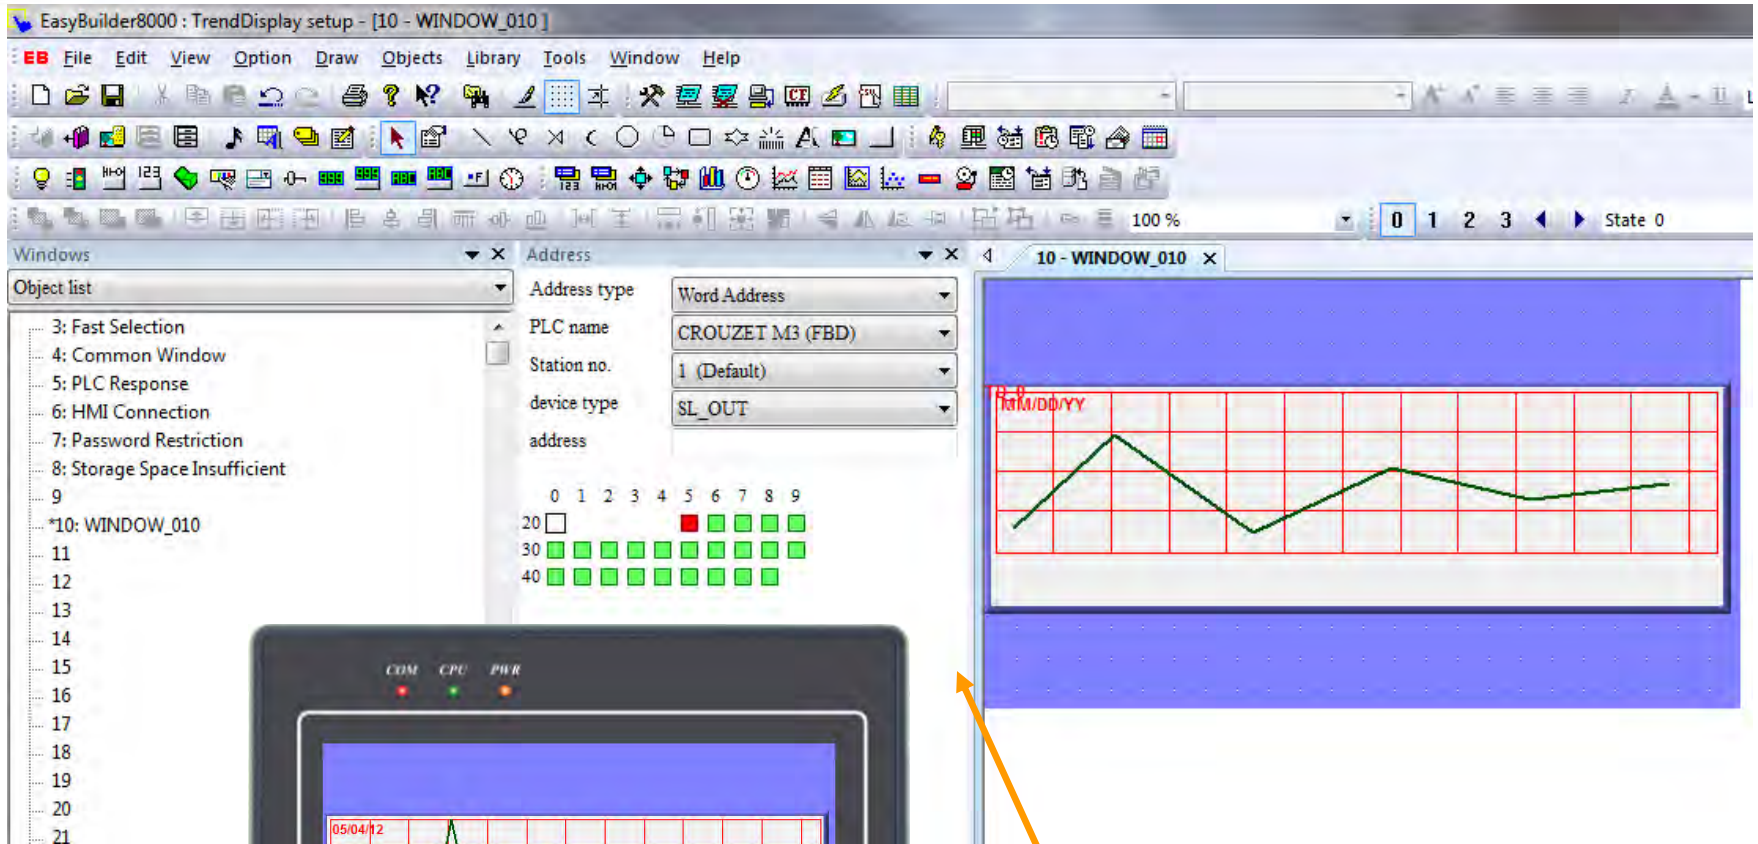 EasyBuilder8000 : TrendDisplay setup - [10 - WINDOW_010 ]
EB File Edit View Option Draw Objects Library Tools Window Help
100 % 0 1 2 3 State 0
Windows
Object list
3: Fast Selection
4: Common Window
5: PLC Response
6: HMI Connection
7: Password Restriction
8: Storage Space Insufficient
9
*10: WINDOW_010
11
12
13
14
15
16
17
18
19
20
21
Address
Address type Word Address
PLC name CROUZET M3 (FBD)
Station no. 1 (Default)
device type SL_OUT
address
0 1 2 3 4 5 6 7 8 9
20
30
40
10 - WINDOW_010
MM/DD/YY
COM CPU PWR
05/04/12